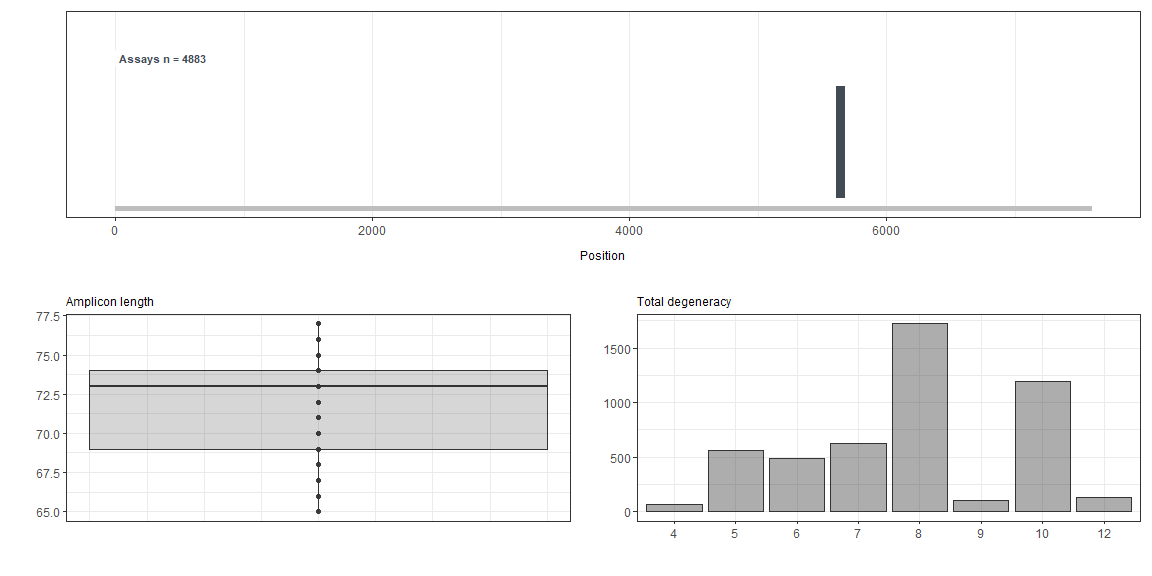 Assays n = 4883
0 2000 4000 6000
Position
Amplicon length
77.5
75.0
72.5
70.0
67.5
65.0
Total degeneracy
1500
1000
500
0
4 5 6 7 8 9 10 12